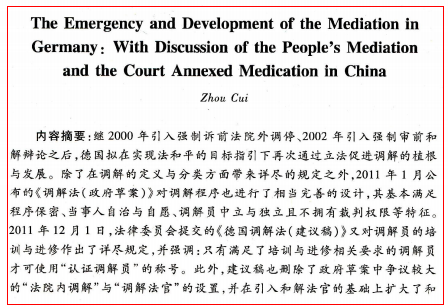 The Emergency and Development of the Mediation in
Germany: With Discussion of the People's Mediation
and the Court Annexed Medication in China
Zhou Cui
内容摘要:继 2000 年引入强制诉前法院外调停、2002 年引入强制审前和
解辩论之后,德国拟在实现法和平的目标指引下再次通过立法促进调解的植根
与发展。除了在调解的定义与分类方面带来详尽的规定之外,2011 年 1 月公
布的《调解法(政府草案)》对调解程序也进行了相当完善的设计,其基本满足
程序保密、当事人自治与自愿、调解员中立与独立且不拥有裁判权限等特征。
2011 年 12 月 1 日,法律委员会提交的《德国调解法(建议稿)》又对调解员的培
训与进修作出了详尽规定,并强调:只有满足了培训与进修相关要求的调解员
才可使用“认证调解员”的称号。此外,建议稿也删除了政府草案中争议较大
的“法院内调解”与“调解法官”的设置,并在引入和解法官的基础上扩大了和